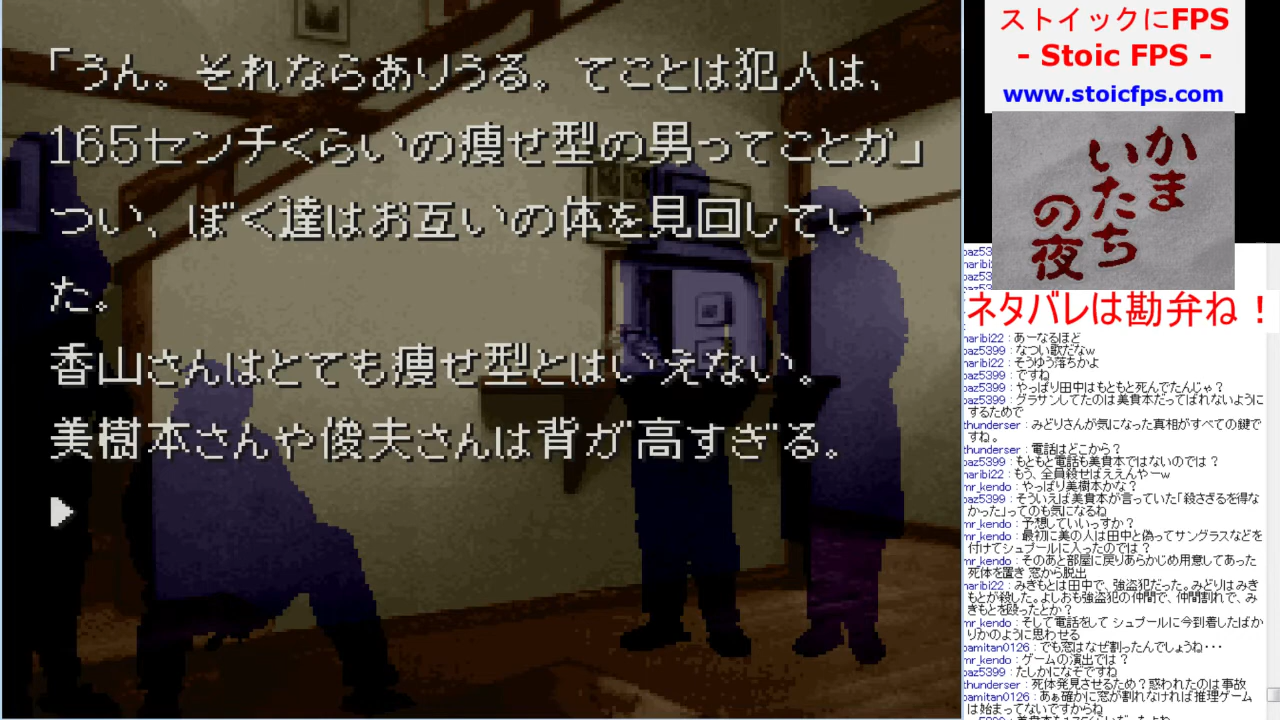 「うん。それならありうる。てことは犯人は、
165センチくらいの痩せ型の男ってことか」
つい、ぼく達はお互いの体を見回してい
た。
香山さんはとても痩せ型とはいえない。
美樹本さんや俊夫さんは背が高すぎる。
ストイックにFPS
- Stoic FPS -
www.stoicfps.com
かま
いたち
の夜
ネタバレは勘弁ね！
haribi22：あーなるほど
paz5399：なつい歌だなw
haribi22：そうゆう落ちかよ
paz5399：ですね
paz5399：やっぱり田中はもともと死んでたんじゃ？
paz5399：グラサンしてたのは美貴本だってばれないように
するためで
thunderser：みどりさんが気になった真相がすべての鍵で
すね。
thunderser：電話はどこから？
paz5399：もともと電話も美貴本ではないのでは？
haribi22：もう、全員殺せばええんやーw
mr_kendo：やっぱり美樹本かな？
paz5399：そういえば美貴本が言っていた「殺さざるを得な
かった」ってのも気になるね
mr_kendo：予想していいっすか？
mr_kendo：最初に美の人は田中と偽ってサングラスなどを
付けてシュプールに入ったのでは？
mr_kendo：そのあと部屋に戻りあらかじめ用意してあった
死体を置き 窓から脱出
haribi22：みきもとは田中で、強盗犯だった。みどりはみき
もとが殺した。よしおも強盗犯の仲間で、仲間割れで、み
きもとを殴ったとか？
mr_kendo：そして電話をして シュプールに今到着したばか
りかのように思わせる
pamitan0126：でも窓はなぜ割ったんでしょうね・・・
mr_kendo：ゲームの演出では？
paz5399：たしかになぞですね
thunderser：死体発見させるため？惑われたのは事故
pamitan0126：あぁ確かに窓が割れなければ推理ゲーム
は始まってないですからね